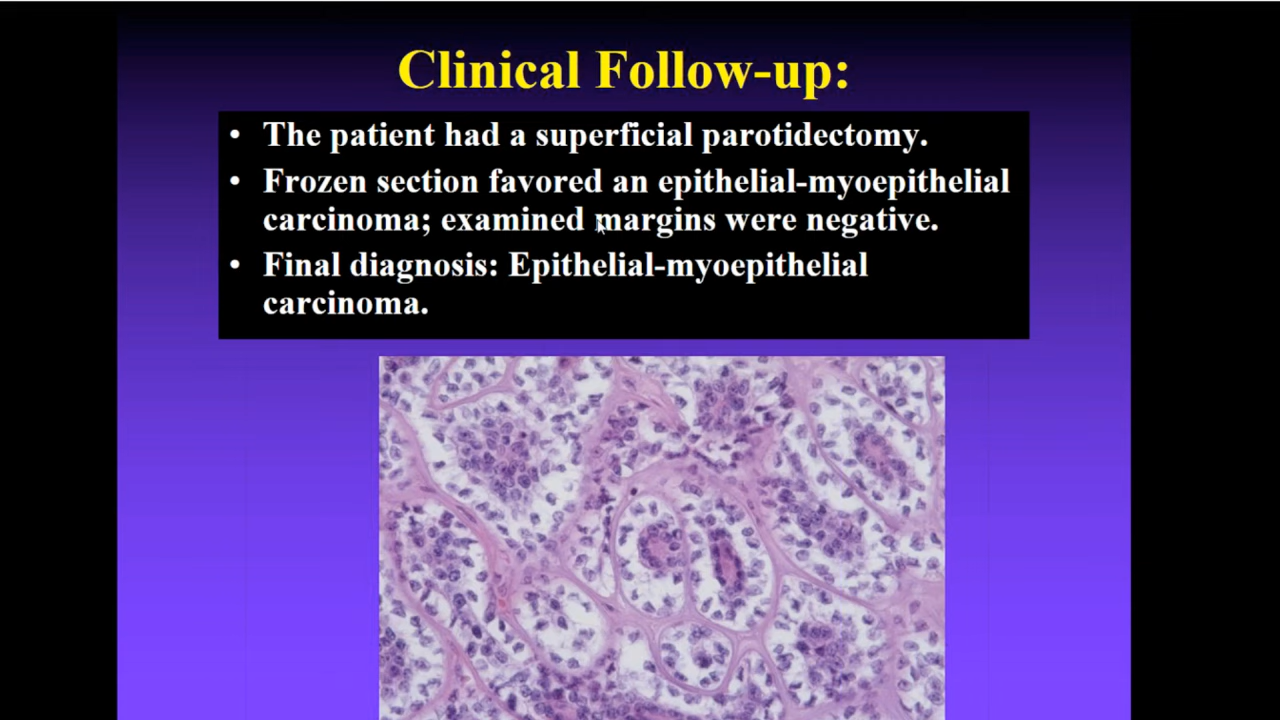 Clinical Follow-up:
• The patient had a superficial parotidectomy.
• Frozen section favored an epithelial-myoepithelial
carcinoma; examined margins were negative.
• Final diagnosis: Epithelial-myoepithelial
carcinoma.